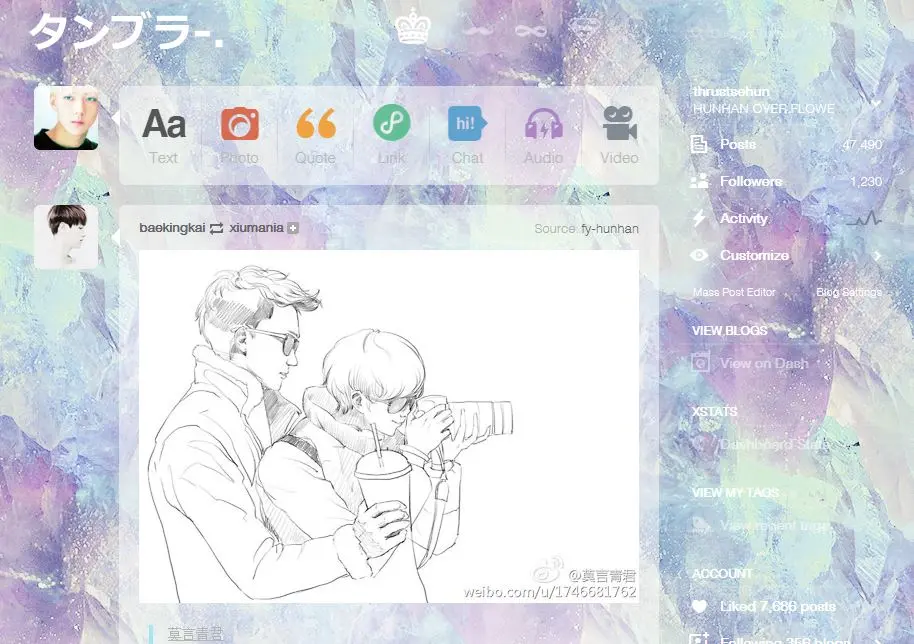 タンブラ-.
thrustsehun
HUNHAN OVER FLOWE
Aa
hi!
Text
Photo
Quote
Link
Chat
Audio
Video
Posts 47,490
Followers 1,230
Activity
Customize
Mass Post Editor Blog Settings
baekingkai xiumania
Source: fy-hunhan
VIEW BLOGS
View on Dash
XSTATS
Dashboard Stats
VIEW MY TAGS
View recent tags
ACCOUNT
Liked 7,686 posts
@莫言青君
weibo.com/u/1746681762
莫言青君